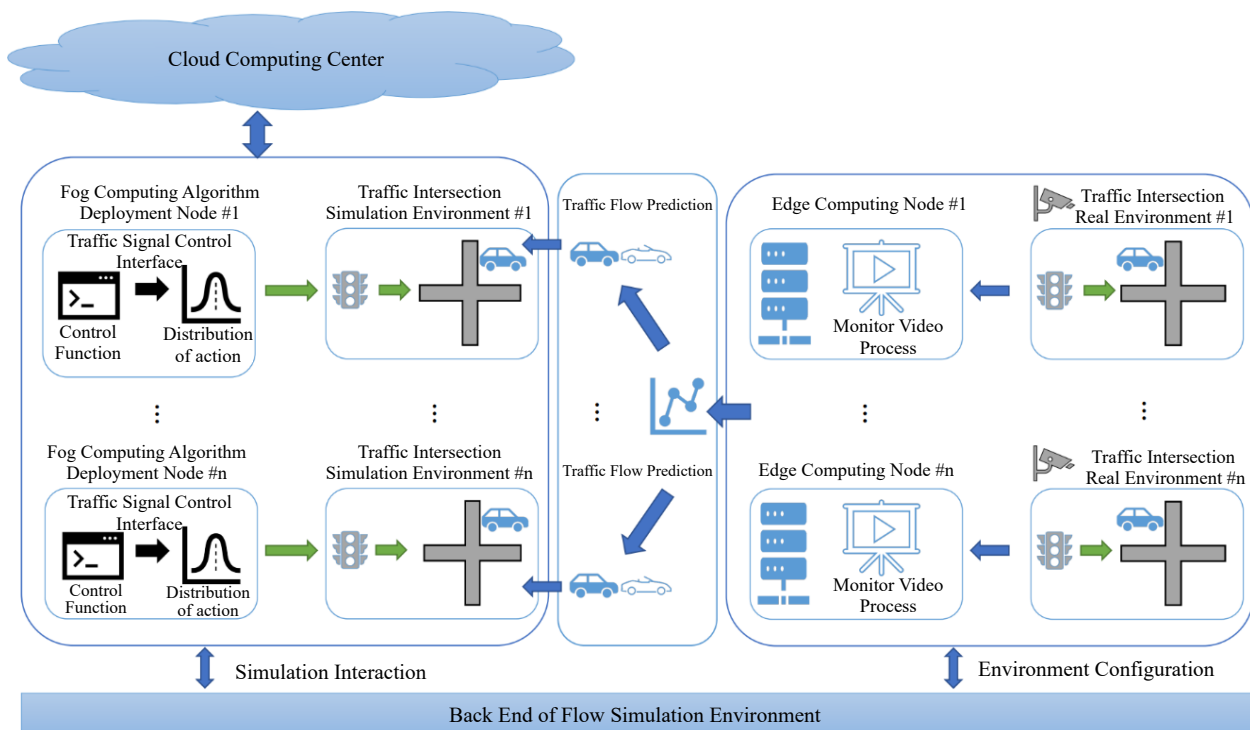 Cloud Computing Center
Fog Computing Algorithm
Deployment Node #1
Traffic Signal Control
Interface
Control
Function
Distribution
of action
Traffic Intersection
Simulation Environment #1
Traffic Flow Prediction
Edge Computing Node #1
Monitor Video
Process
Traffic Intersection
Real Environment #1
⋮
⋮
⋮
⋮
⋮
Fog Computing Algorithm
Deployment Node #n
Traffic Signal Control
Interface
Control
Function
Distribution
of action
Traffic Intersection
Simulation Environment #n
Traffic Flow Prediction
Edge Computing Node #n
Monitor Video
Process
Traffic Intersection
Real Environment #n
Simulation Interaction
Environment Configuration
Back End of Flow Simulation Environment